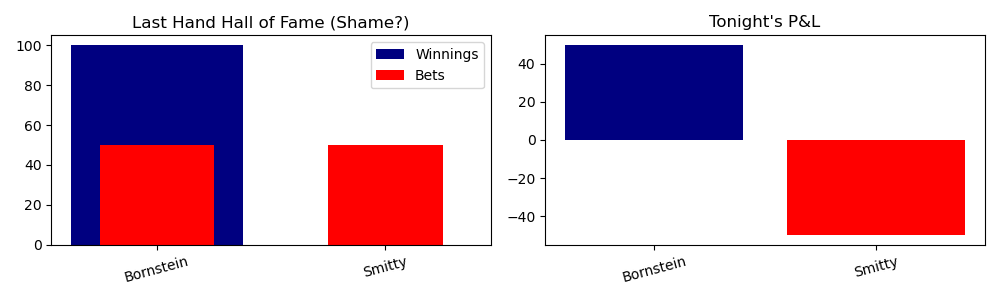 Last Hand Hall of Fame (Shame?)
100
80
60
40
20
0
Winnings
Bets
Bornstein
Smitty
Tonight's P&L
40
20
0
−20
−40
Bornstein
Smitty